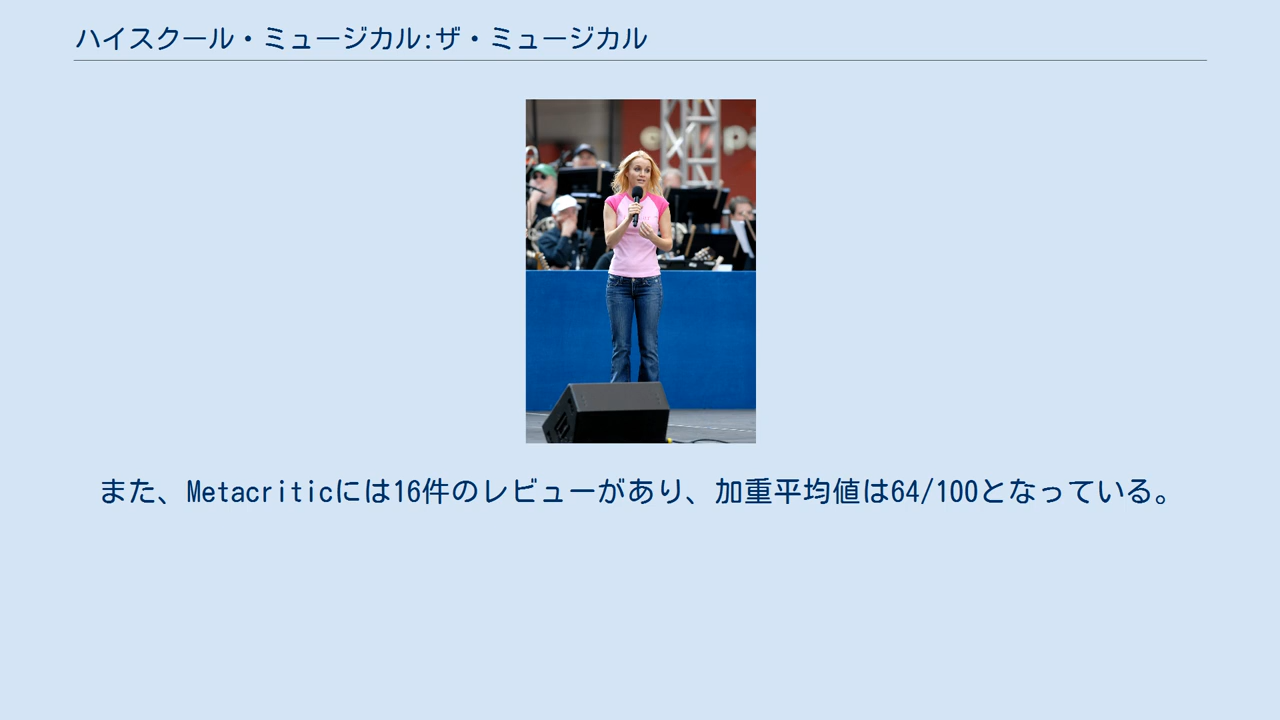 ハイスクール・ミュージカル:ザ・ミュージカル
また、Metacriticには16件のレビューがあり、加重平均値は64/100となっている。